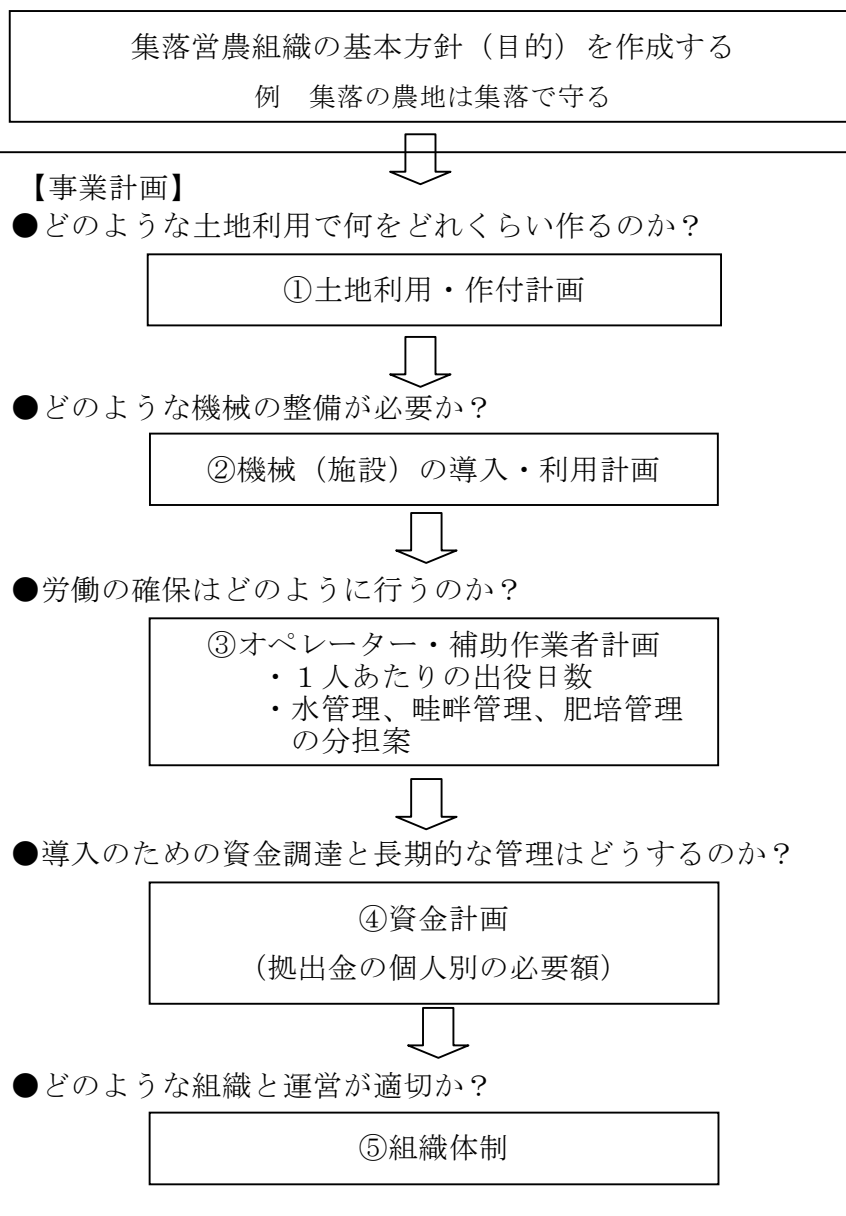 集落営農組織の基本方針（目的）を作成する
例　集落の農地は集落で守る
【事業計画】
●どのような土地利用で何をどれくらい作るのか？
①土地利用・作付計画
●どのような機械の整備が必要か？
②機械（施設）の導入・利用計画
●労働の確保はどのように行うのか？
③オペレーター・補助作業者計画
・１人あたりの出役日数
・水管理、畦畔管理、肥培管理
の分担案
●導入のための資金調達と長期的な管理はどうするのか？
④資金計画
（拠出金の個人別の必要額）
●どのような組織と運営が適切か？
⑤組織体制